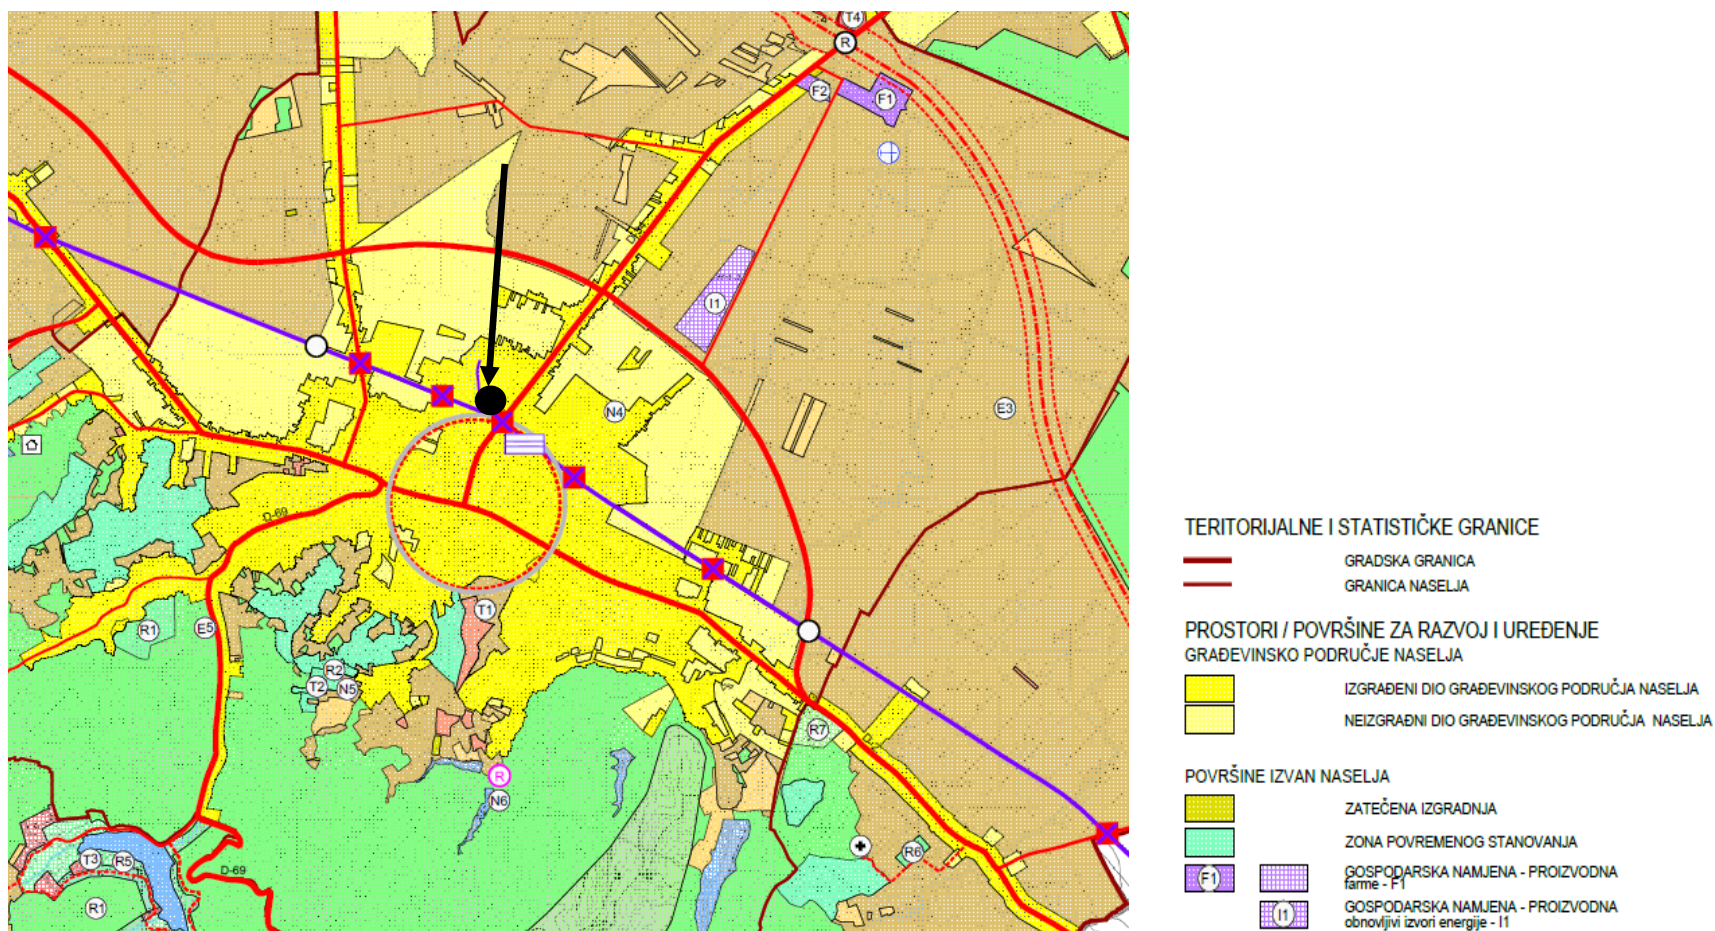 T4
4
R
F2
F1
I1
N4
E3
D-69
R1
E5
T1
R2
T2
N5
R7
R
N6
R6
T3
R5
D-69
R1
TERITORIJALNE I STATISTIČKE GRANICE
GRADSKA GRANICA
GRANICA NASELJA
PROSTORI / POVRŠINE ZA RAZVOJ I UREĐENJE
GRAĐEVINSKO PODRUČJE NASELJA
IZGRAĐENI DIO GRAĐEVINSKOG PODRUČJA NASELJA
NEIZGRAĐNI DIO GRAĐEVINSKOG PODRUČJA NASELJA
POVRŠINE IZVAN NASELJA
ZATEČENA IZGRADNJA
ZONA POVREMENOG STANOVANJA
F1 GOSPODARSKA NAMJENA - PROIZVODNA
farme - F1
I1 GOSPODARSKA NAMJENA - PROIZVODNA
obnovljivi izvori energije - I1